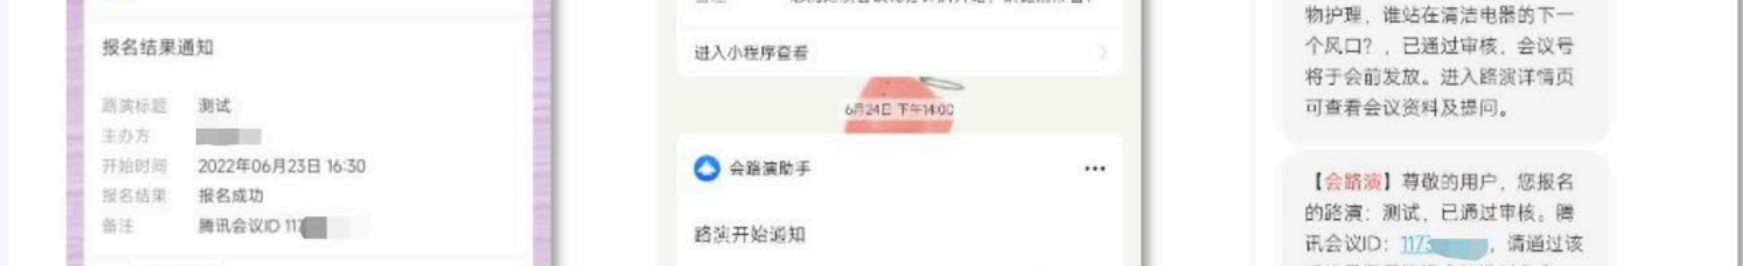 报名结果通知
路演标题 测试
主办方
开始时间 2022年06月23日 16:30
报名结果 报名成功
备注 腾讯会议ID 117
进入小程序查看
6月24日 下午14:00
会路演助手
路演开始通知
物护理，谁站在清洁电器的下一
个风口？，已通过审核，会议号
将于会前发放。进入路演详情页
可查看会议资料及提问。
【会路演】尊敬的用户，您报名
的路演：测试，已通过审核。腾
讯会议ID：1173，请通过该